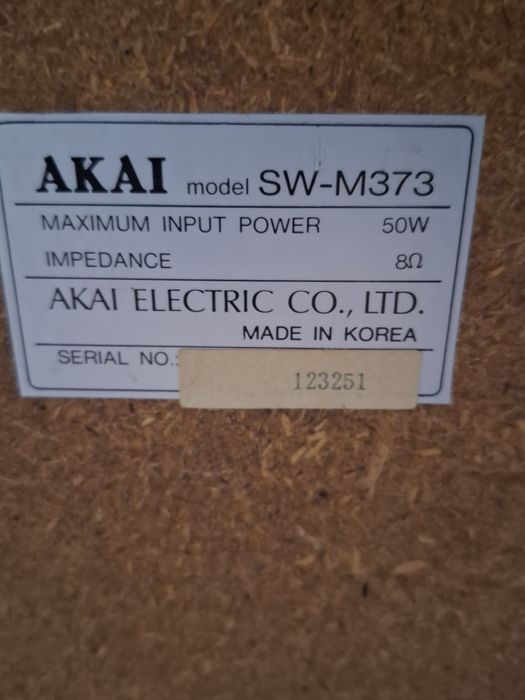 AKAI model SW-M373
MAXIMUM INPUT POWER 50W
IMPEDANCE 8Ω
AKAI ELECTRIC CO., LTD.
MADE IN KOREA
SERIAL NO.: 123251